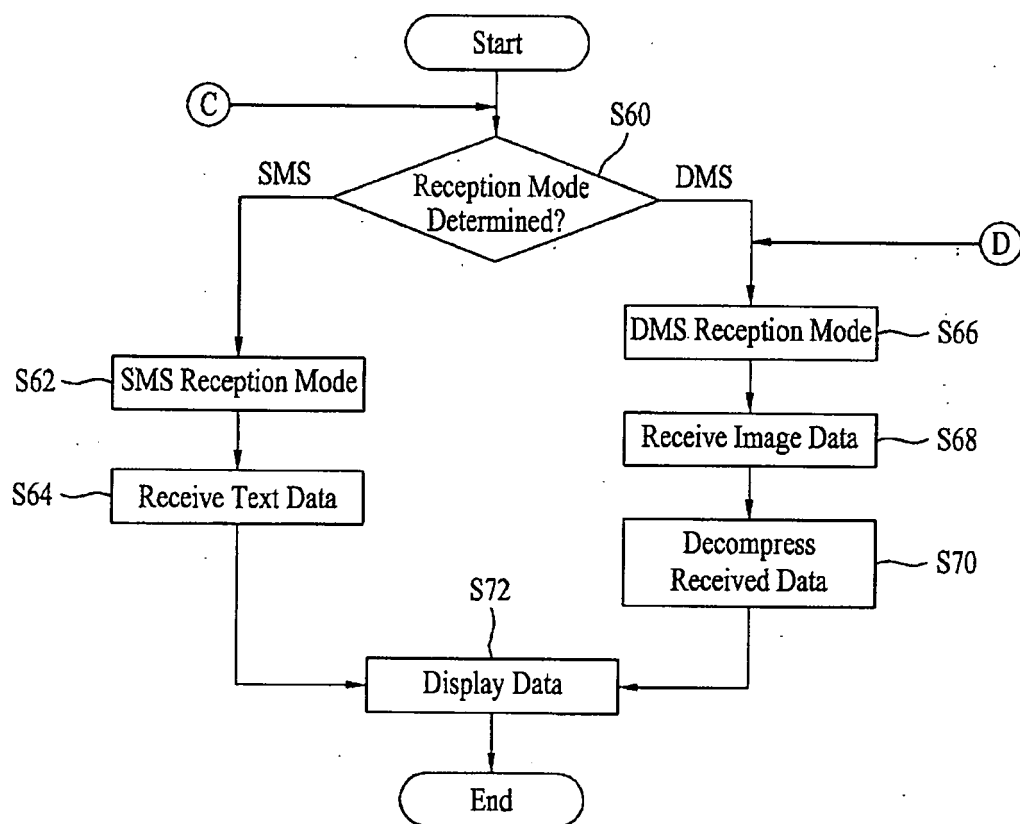 Start
C
S60
SMS
Reception Mode
Determined?
DMS
D
DMS Reception Mode
S66
S62
SMS Reception Mode
Receive Image Data
S68
S64
Receive Text Data
Decompress
Received Data
S70
S72
Display Data
End